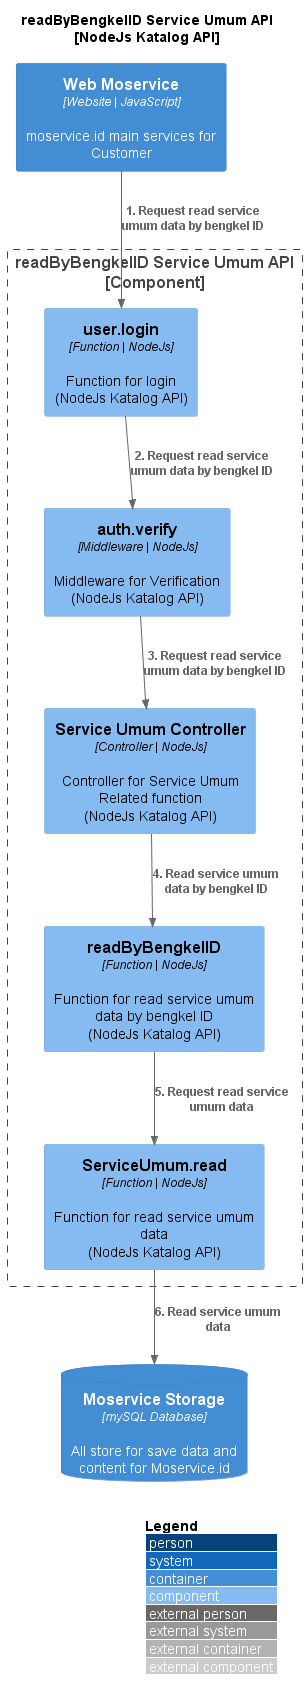 readByBengkelID Service Umum API
[NodeJs Katalog API]
Web Moservice
[Website | JavaScript]
moservice.id main services for
Customer
1. Request read service
umum data by bengkel ID
readByBengkelID Service Umum API
[Component]
user.login
[Function | NodeJs]
Function for login
(NodeJs Katalog API)
2. Request read service
umum data by bengkel ID
auth.verify
[Middleware | NodeJs]
Middleware for Verification
(NodeJs Katalog API)
3. Request read service
umum data by bengkel ID
Service Umum Controller
[Controller | NodeJs]
Controller for Service Umum
Related function
(NodeJs Katalog API)
4. Read service umum
data by bengkel ID
readByBengkelID
[Function | NodeJs]
Function for read service umum
data by bengkel ID
(NodeJs Katalog API)
5. Request read service
umum data
ServiceUmum.read
[Function | NodeJs]
Function for read service umum
data
(NodeJs Katalog API)
6. Read service umum
data
Moservice Storage
[mySQL Database]
All store for save data and
content for Moservice.id
Legend
person
system
container
component
external person
external system
external container
external component